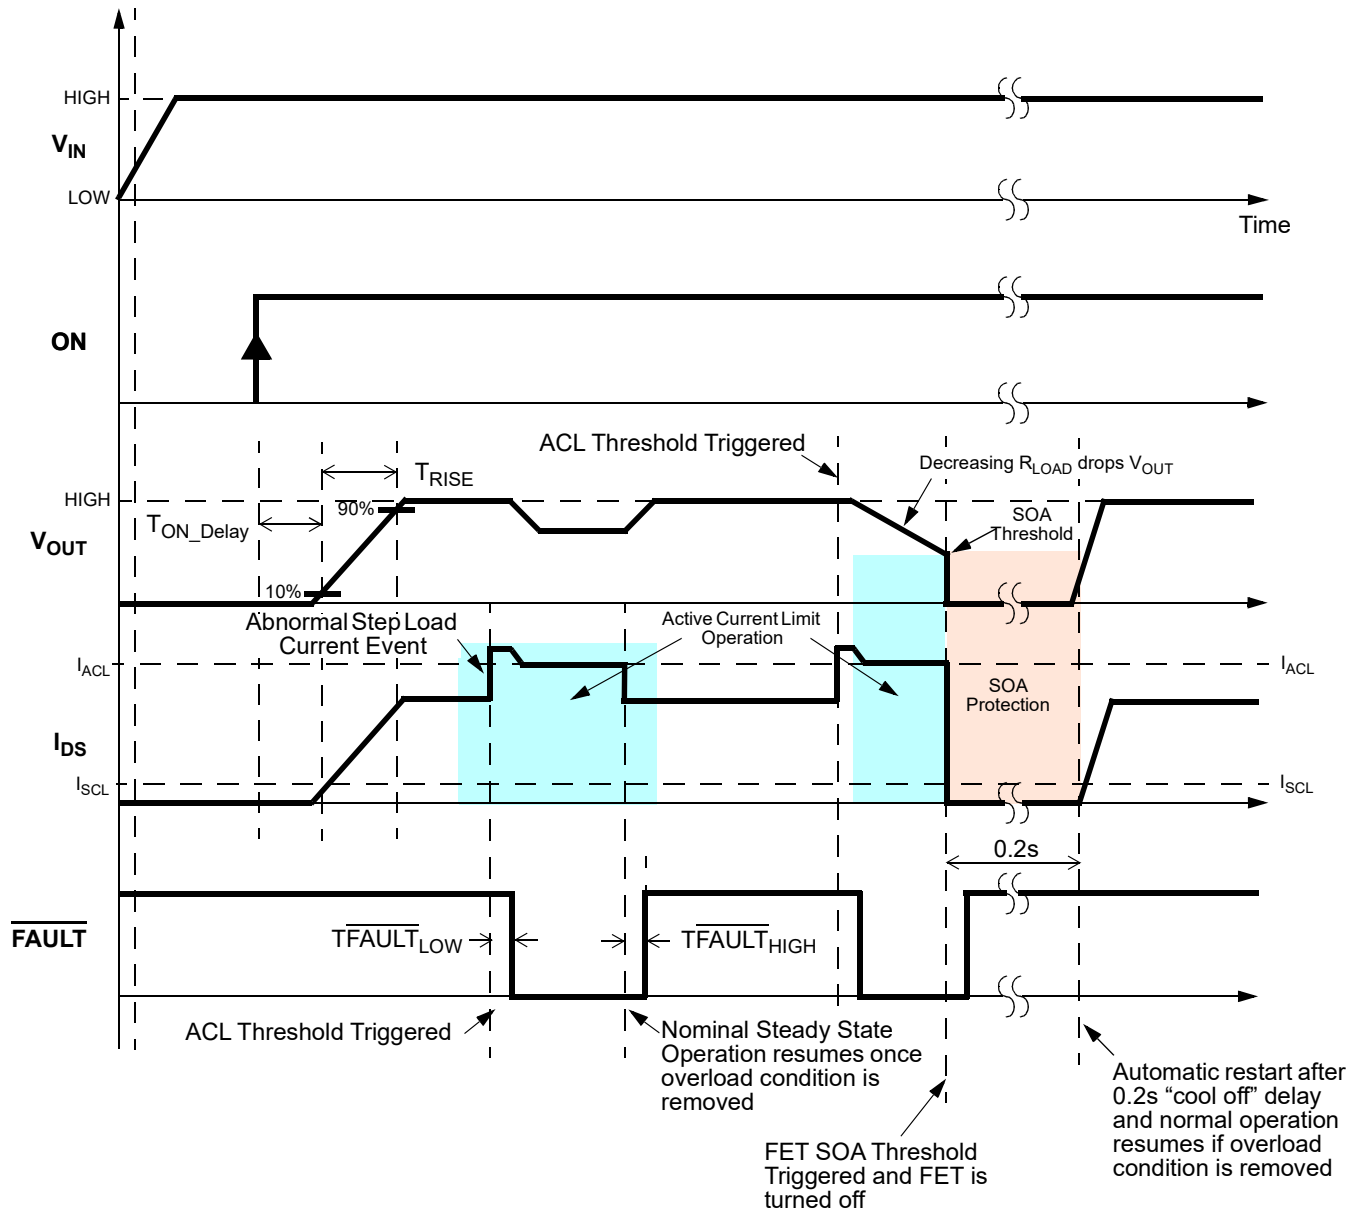 HIGH
VIN
LOW
Time
ON
ACL Threshold Triggered
Decreasing RLOAD drops VOUT
TRISE
HIGH
90%
TON_Delay
SOA
Threshold
VOUT
10%
Abnormal Step Load
Current Event
Active Current Limit
Operation
IACL
IACL
SOA
Protection
IDS
ISCL
ISCL
0.2s
FAULT
TFAULTLOW
TFAULTHIGH
ACL Threshold Triggered
Nominal Steady State
Operation resumes once
overload condition is
removed
Automatic restart after
0.2s “cool off” delay
and normal operation
resumes if overload
condition is removed
FET SOA Threshold
Triggered and FET is
turned off